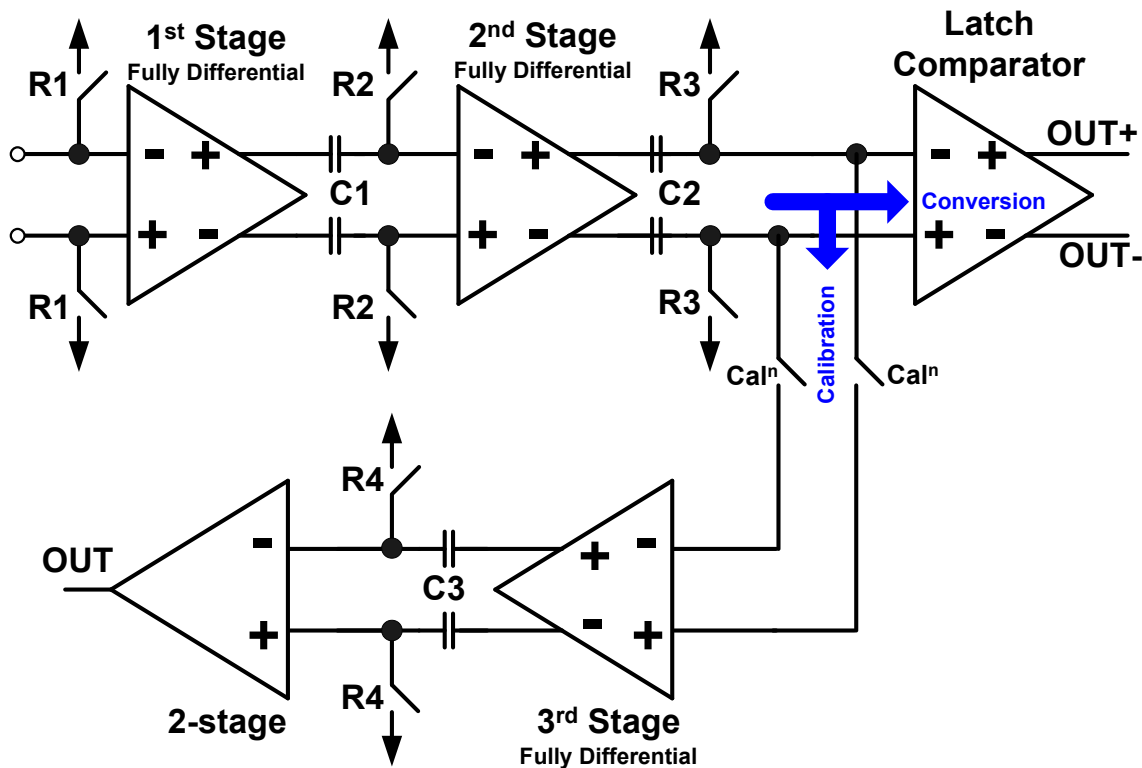 1st Stage
Fully Differential
2nd Stage
Fully Differential
Latch
Comparator
R1
R2
R3
OUT+
- +
- +
- +
C1
C2
Conversion
+ -
+ -
+ -
OUT-
R1
R2
R3
Calibration
Caln
Caln
R4
OUT
-
+ -
C3
+
- +
R4
2-stage
3rd Stage
Fully Differential